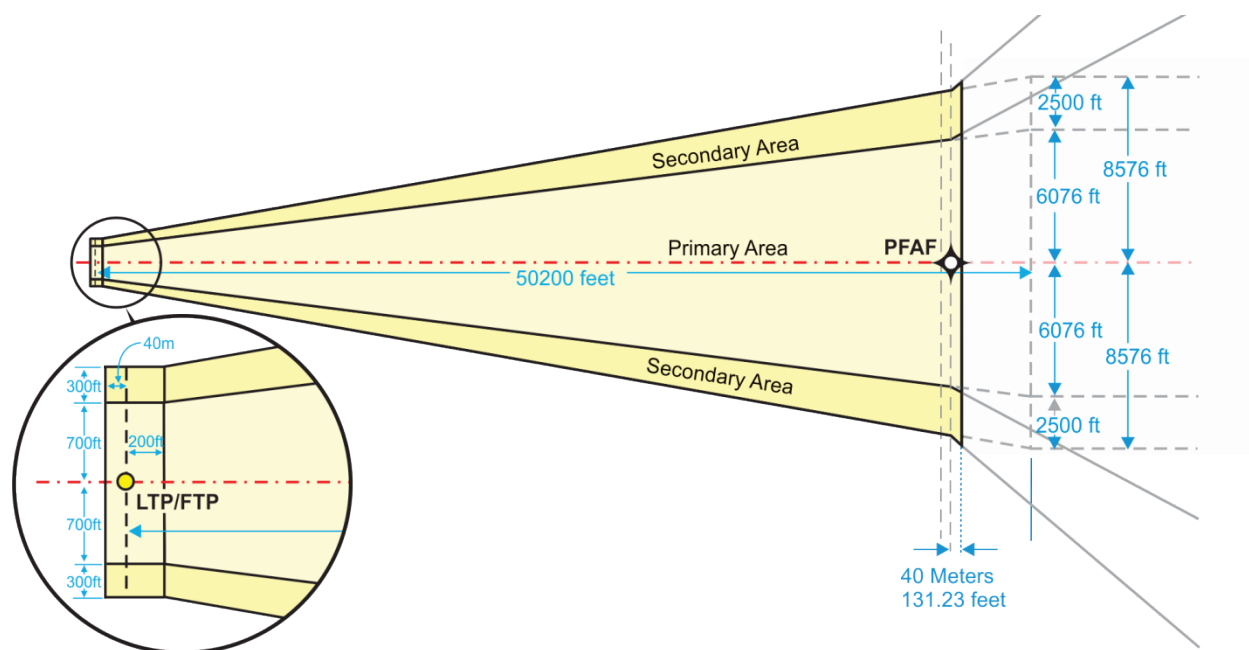 2500 ft
Secondary Area
8576 ft
6076 ft
Primary Area
PFAF
50200 feet
6076 ft
8576 ft
Secondary Area
2500 ft
40m
300ft
700ft
200ft
LTP/FTP
700ft
300ft
40 Meters
131.23 feet